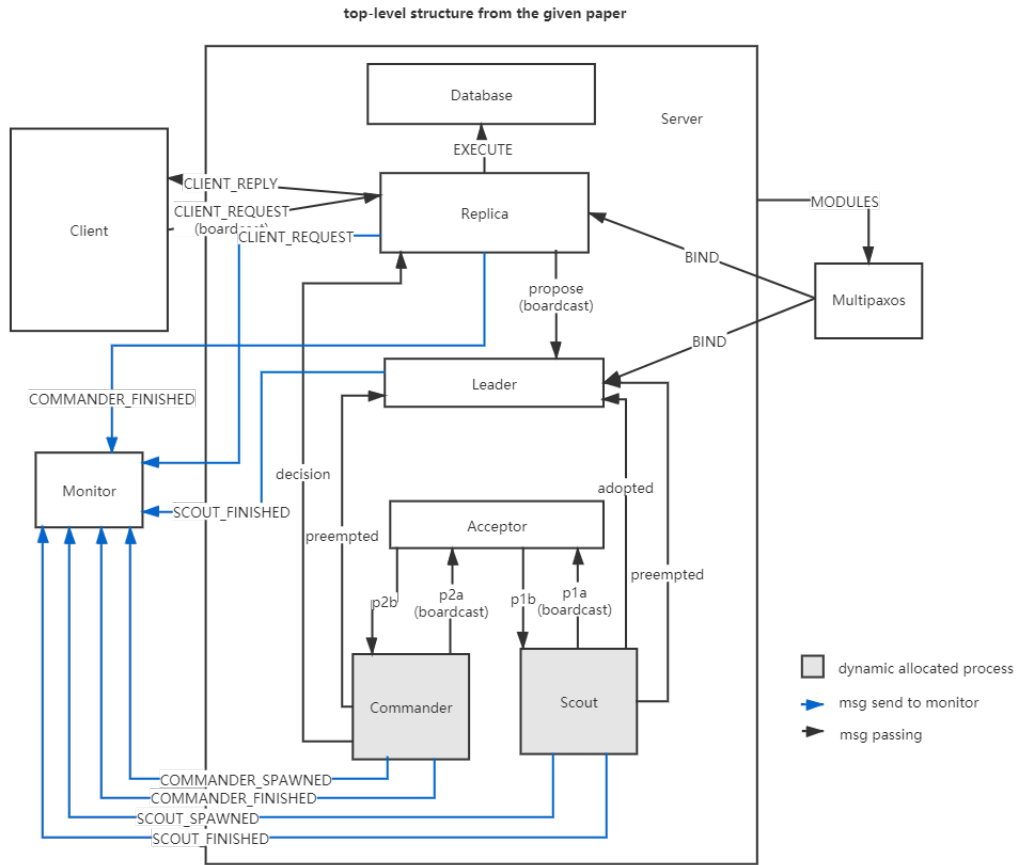 top-level structure from the given paper
Database
Server
EXECUTE
CLIENT_REPLY
MODULES
CLIENT_REQUEST
(boardcast)
Replica
Client
CLIENT_REQUEST
BIND
propose
(boardcast)
Multipaxos
BIND
Leader
COMMANDER_FINISHED
decision
adopted
Monitor
SCOUT_FINISHED
Acceptor
preempted
preempted
p2b
p2a
(boardcast)
p1b
p1a
(boardcast)
dynamic allocated process
Commander
Scout
msg send to monitor
msg passing
COMMANDER_SPAWNED
COMMANDER_FINISHED
SCOUT_SPAWNED
SCOUT_FINISHED